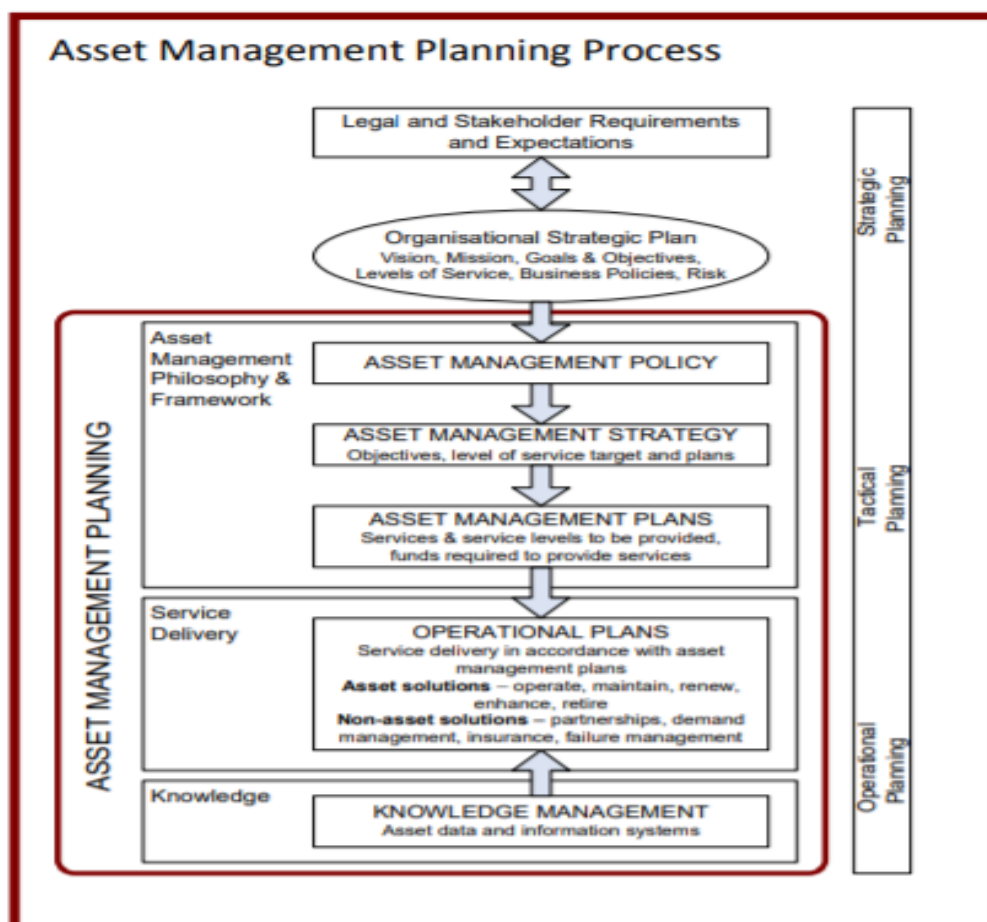 Asset Management Planning Process
Legal and Stakeholder Requirements
and Expectations
Organisational Strategic Plan
Vision, Mission, Goals & Objectives,
Levels of Service, Business Policies, Risk
Asset
Management
Philosophy &
Framework
ASSET MANAGEMENT POLICY
ASSET MANAGEMENT STRATEGY
Objectives, level of service target and plans
ASSET MANAGEMENT PLANS
Services & service levels to be provided,
funds required to provide services
Service
Delivery
OPERATIONAL PLANS
Service delivery in accordance with asset
management plans
Asset solutions – operate, maintain, renew,
enhance, retire
Non-asset solutions – partnerships, demand
management, insurance, failure management
Knowledge
KNOWLEDGE MANAGEMENT
Asset data and information systems
ASSET MANAGEMENT PLANNING
Strategic
Planning
Tactical
Planning
Operational
Planning